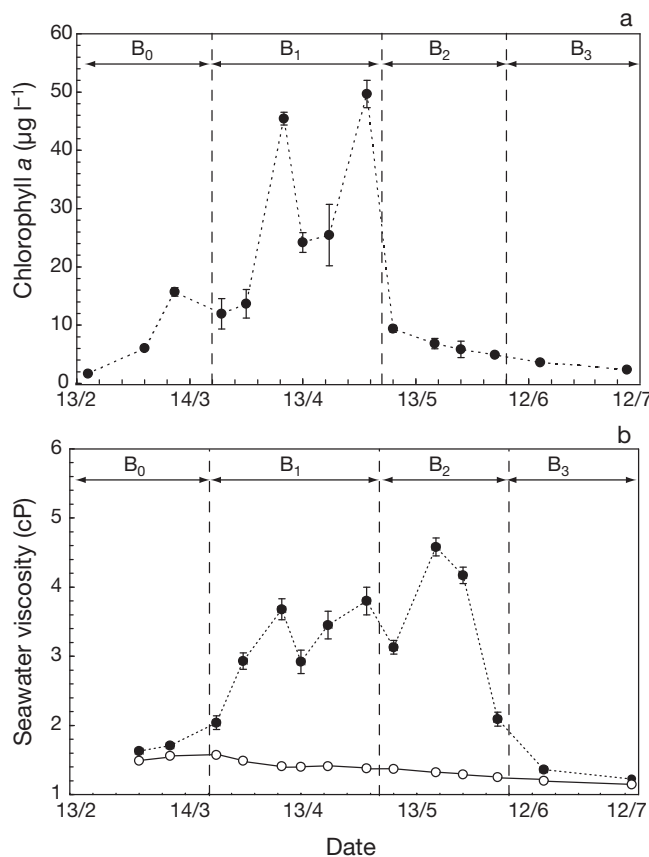 a
B₀ B₁ B₂ B₃
60
50
40
30
20
10
0
Chlorophyll a (µg l⁻¹)
13/2 14/3 13/4 13/5 12/6 12/7
b
B₀ B₁ B₂ B₃
6
5
4
3
2
1
Seawater viscosity (cP)
13/2 14/3 13/4 13/5 12/6 12/7
Date